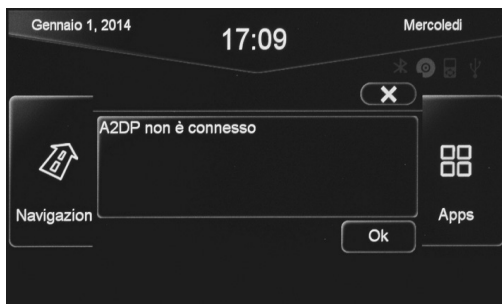 Gennaio 1, 2014
17:09
Mercoledi
A2DP non è connesso
Navigazion
Apps
Ok